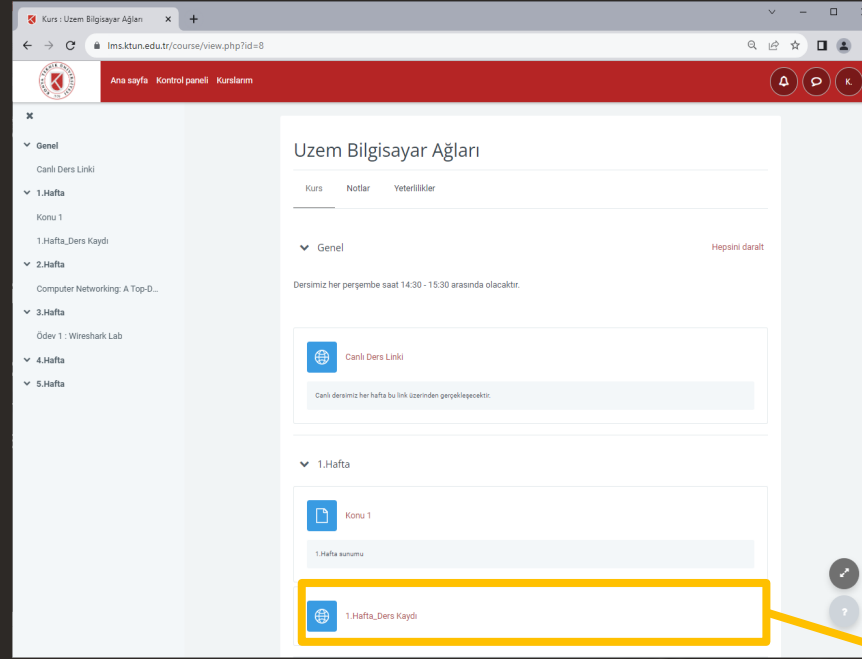 Kurs : Uzem Bilgisayar Ağları
lms.ktun.edu.tr/course/view.php?id=8
Ana sayfa Kontrol paneli Kurslarım
K.
Genel
Canlı Ders Linki
1.Hafta
Konu 1
1.Hafta_Ders Kaydı
2.Hafta
Computer Networking: A Top-D...
3.Hafta
Ödev 1 : Wireshark Lab
4.Hafta
5.Hafta
Uzem Bilgisayar Ağları
Kurs Notlar Yeterlilikler
Genel Hepsini daralt
Dersimiz her perşembe saat 14:30 - 15:30 arasında olacaktır.
Canlı Ders Linki
Canlı dersimiz her hafta bu link üzerinden gerçekleşecektir.
1.Hafta
Konu 1
1.Hafta sunumu
1.Hafta_Ders Kaydı
?